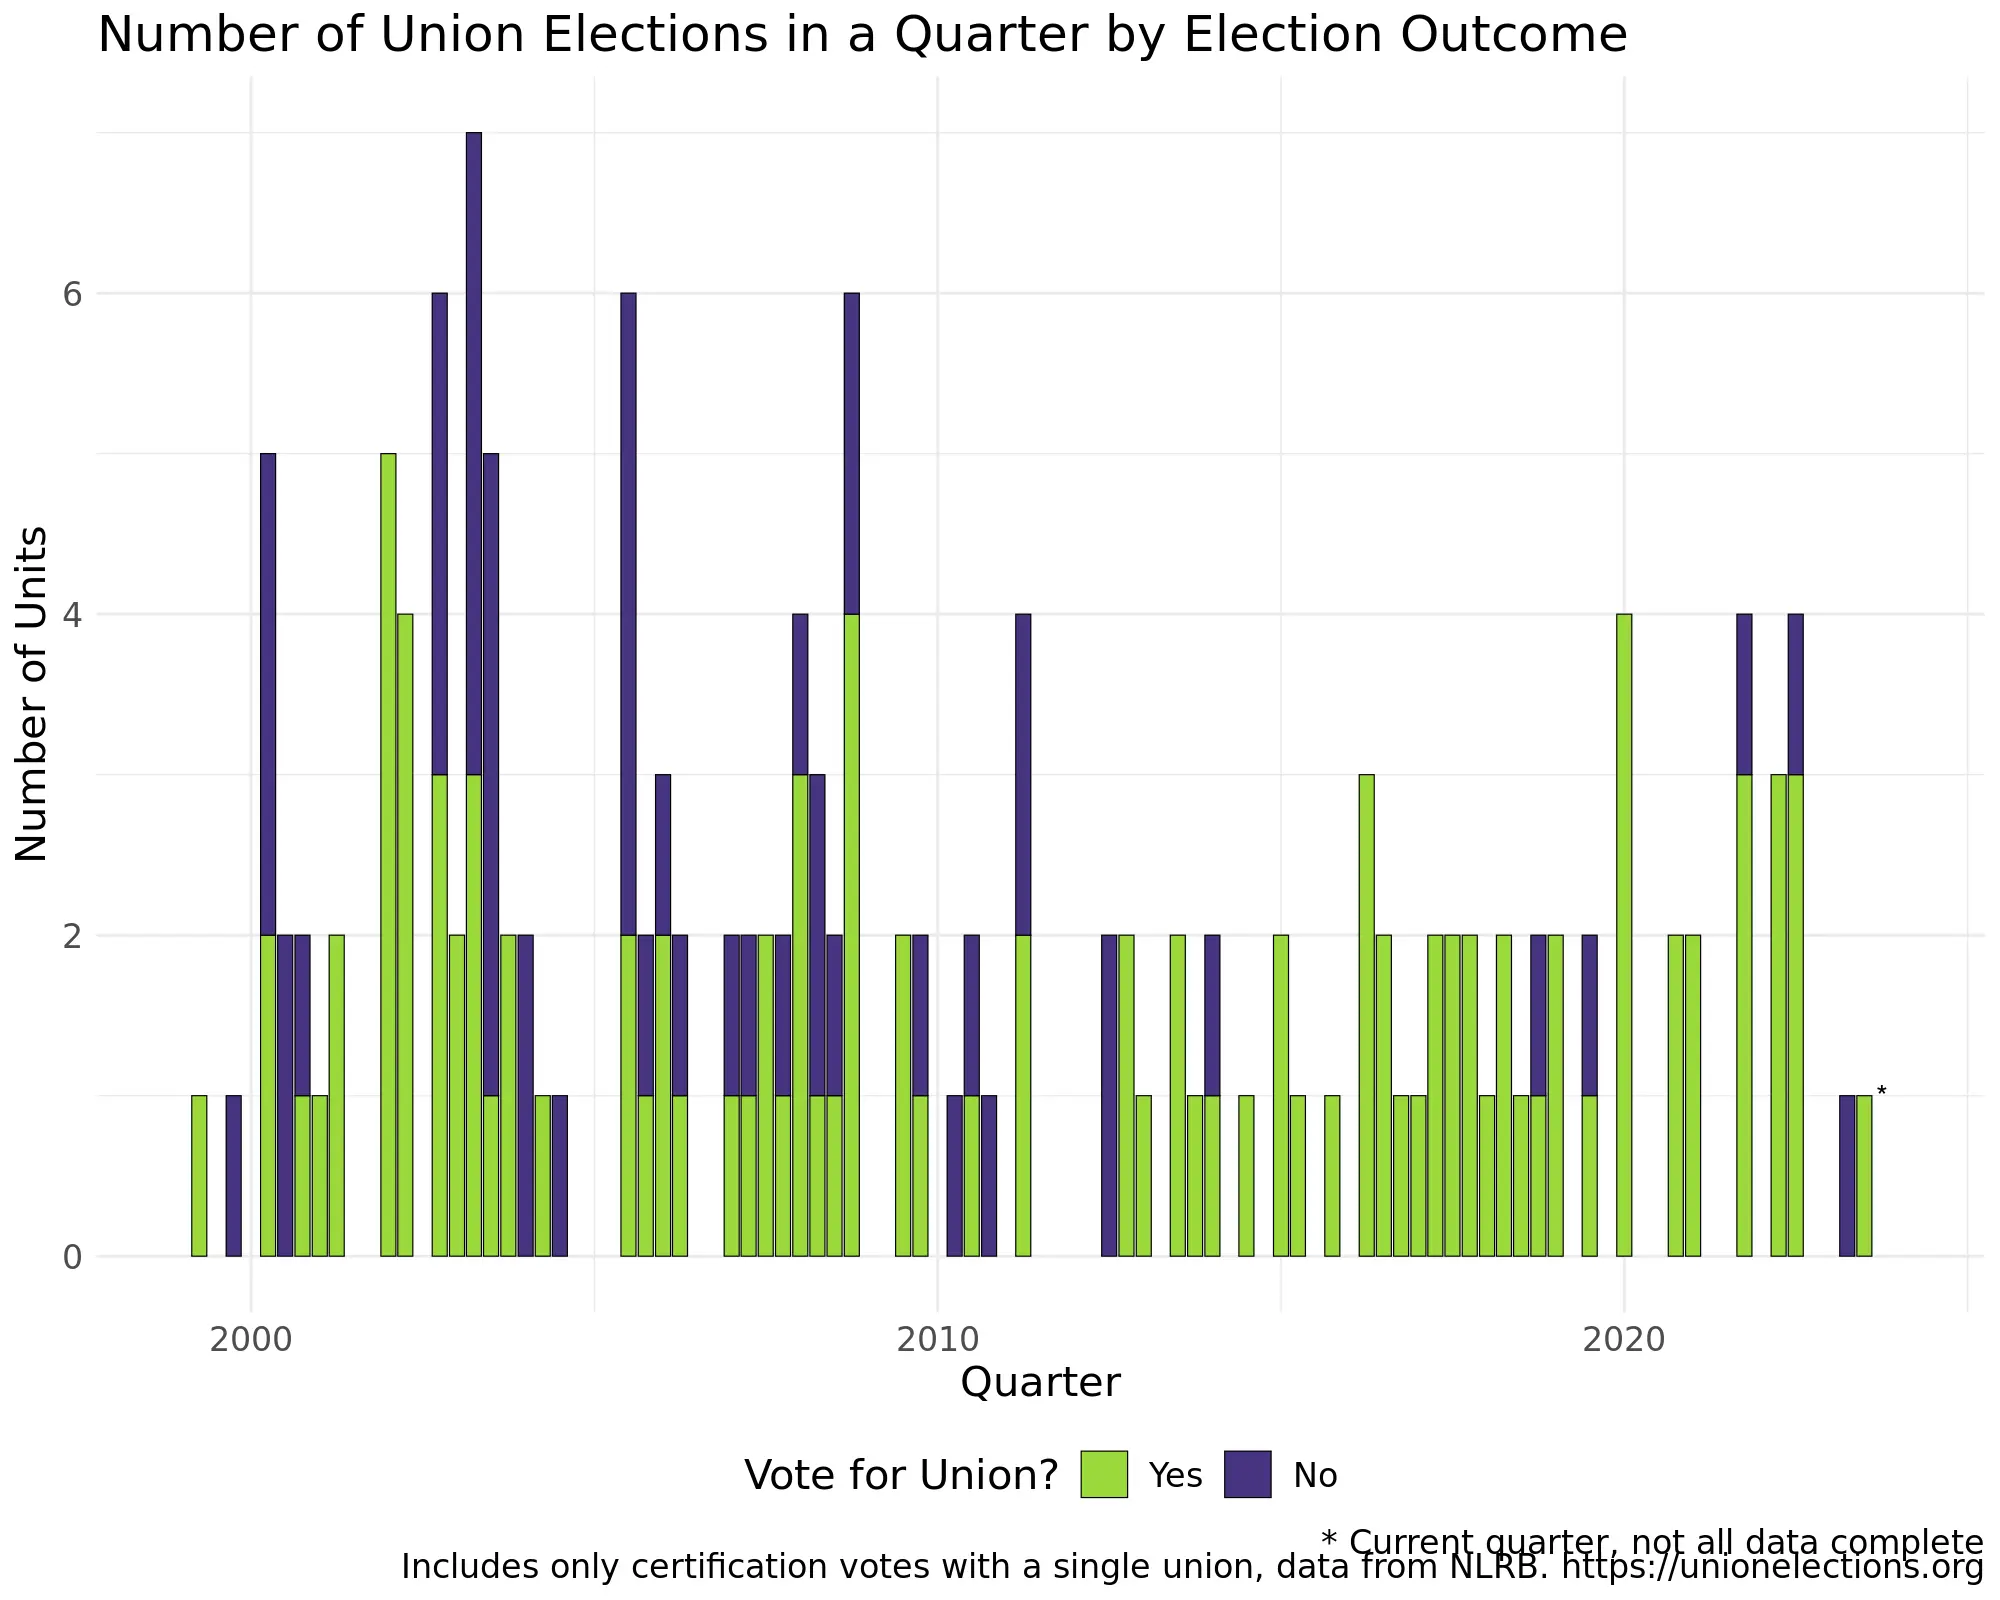 Number of Union Elections in a Quarter by Election Outcome
Number of Units
6
4
2
0
*
2000 2010 2020
Quarter
Vote for Union? Yes No
* Current quarter, not all data complete
Includes only certification votes with a single union, data from NLRB. https://unionelections.org